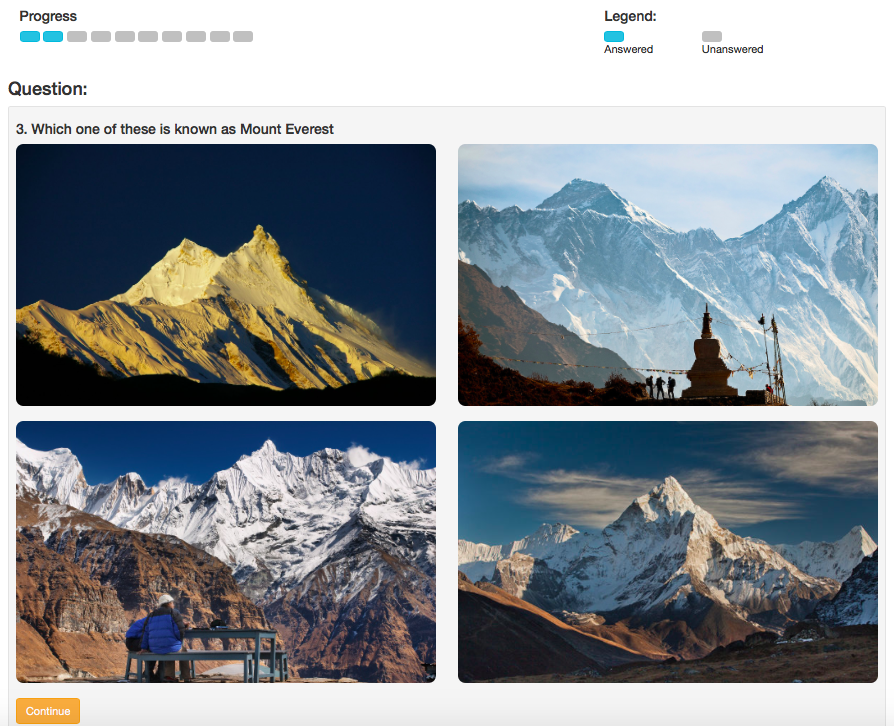 Progress
Legend:
Answered
Unanswered
Question:
3. Which one of these is known as Mount Everest
Continue